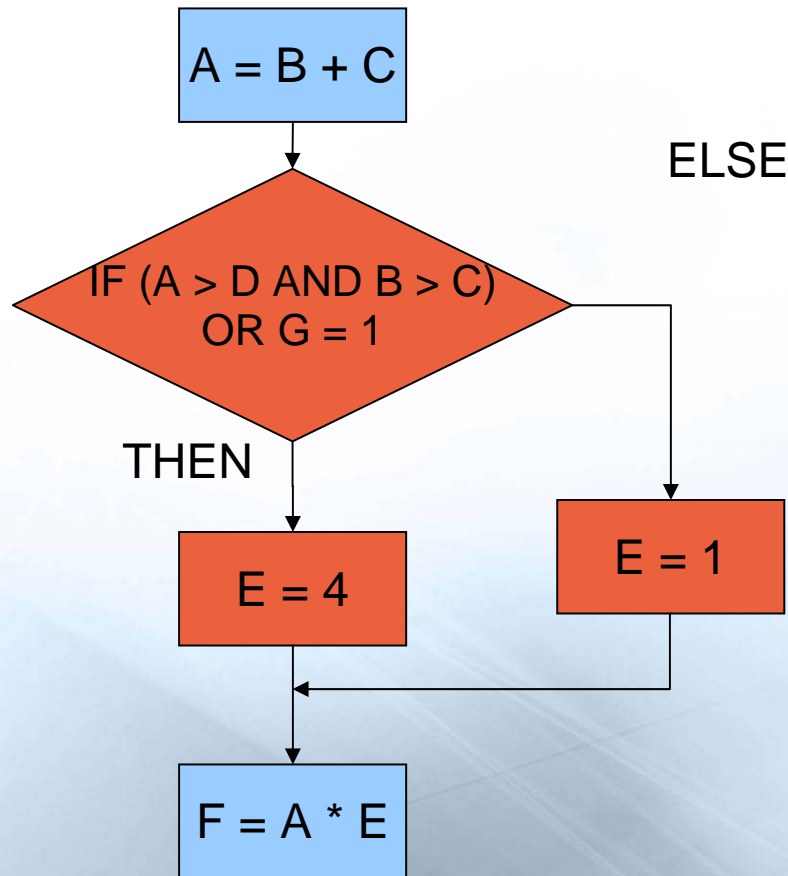 A = B + C
ELSE
IF (A > D AND B > C)
OR G = 1
THEN
E = 4
E = 1
F = A * E